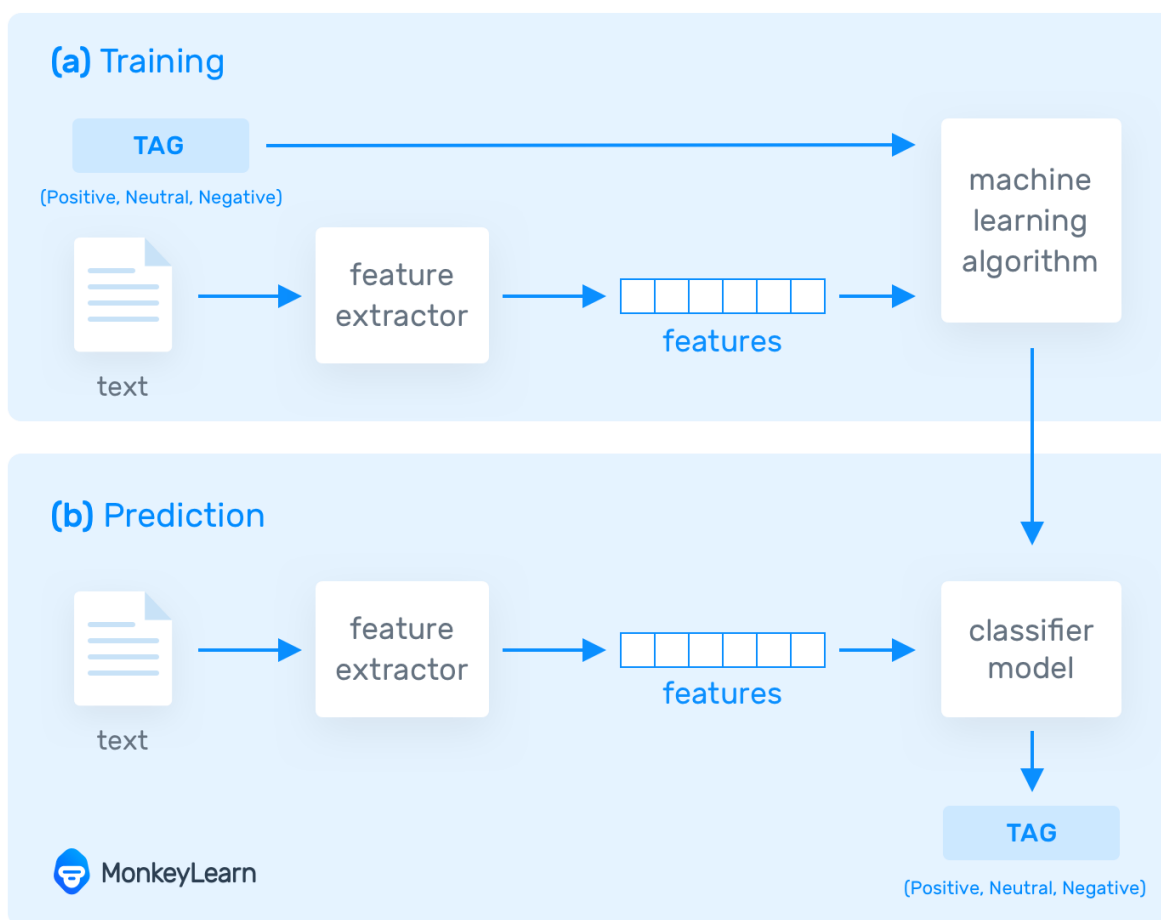 (a) Training
TAG
(Positive, Neutral, Negative)
text
feature
extractor
features
machine
learning
algorithm
(b) Prediction
text
feature
extractor
features
classifier
model
TAG
(Positive, Neutral, Negative)
MonkeyLearn